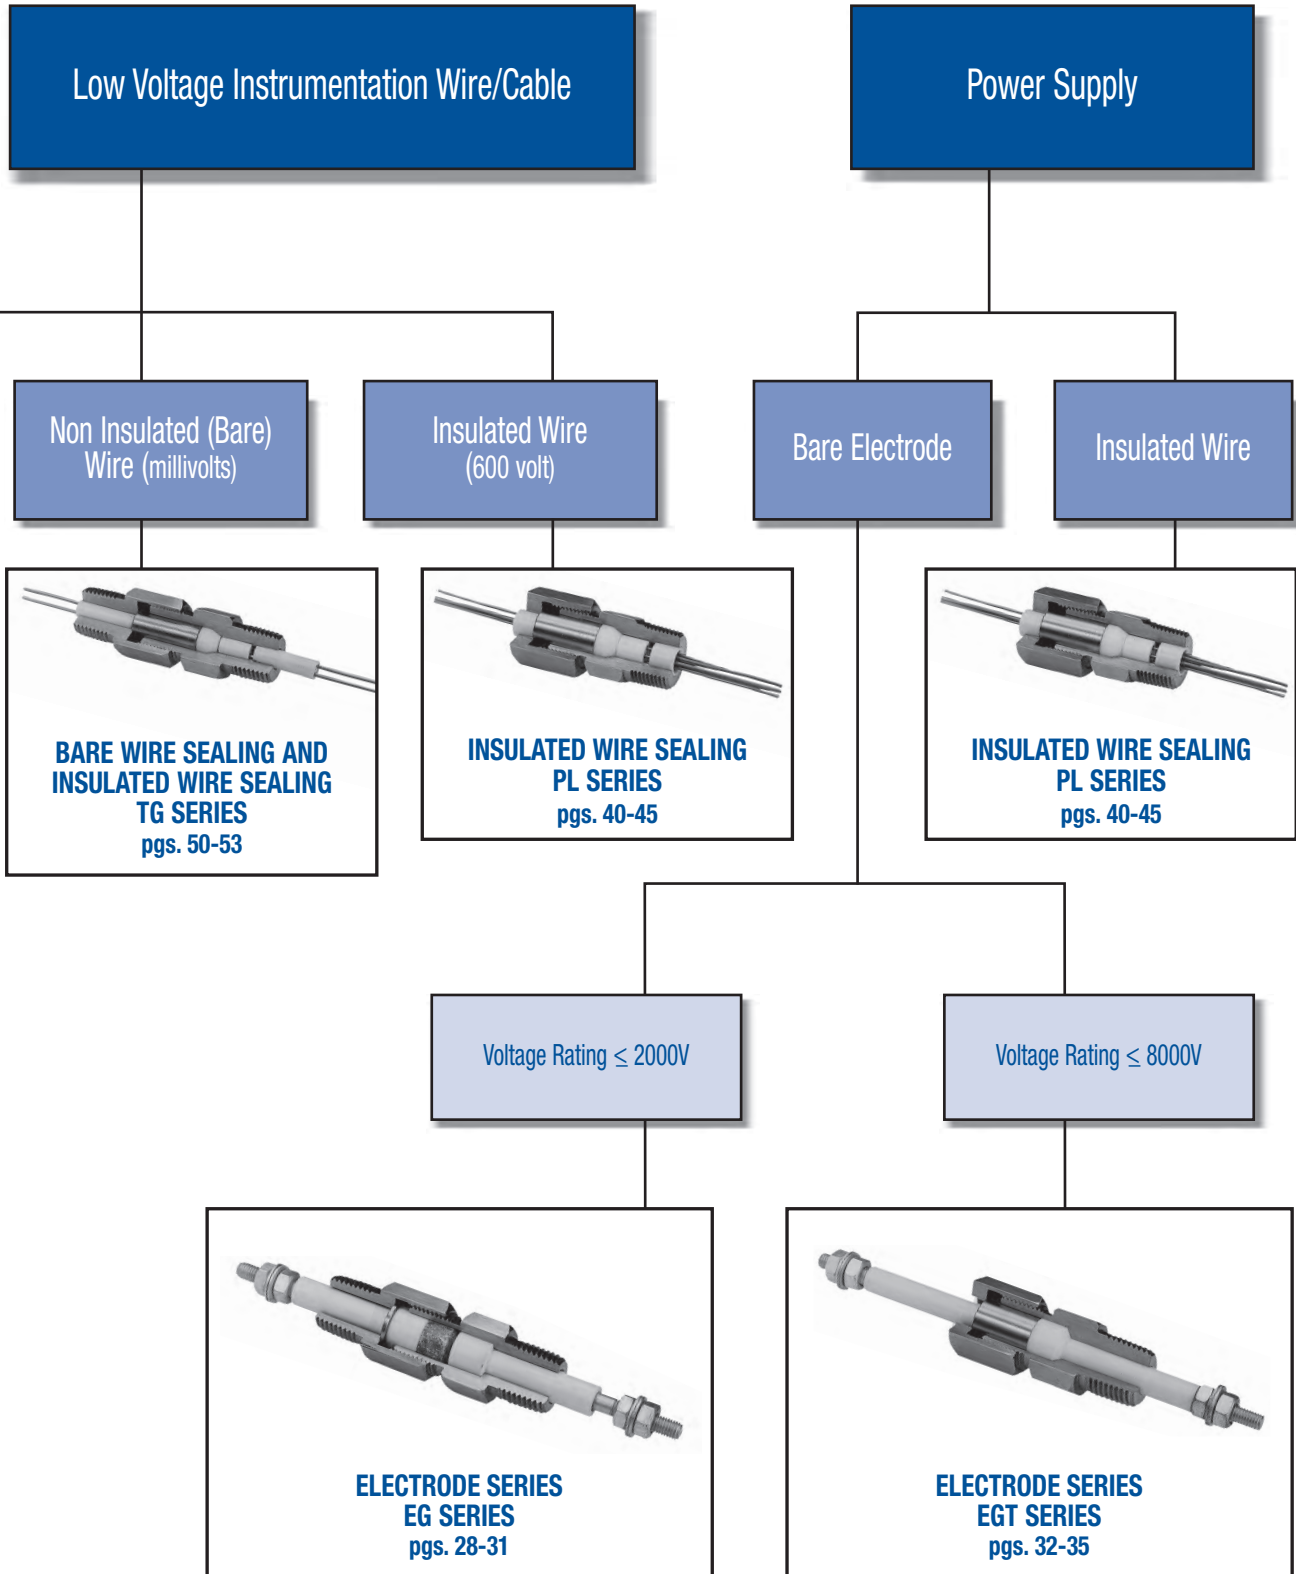 Low Voltage Instrumentation Wire/Cable
Power Supply
Non Insulated (Bare)
Wire (millivolts)
Insulated Wire
(600 volt)
Bare Electrode
Insulated Wire
BARE WIRE SEALING AND
INSULATED WIRE SEALING
TG SERIES
pgs. 50-53
INSULATED WIRE SEALING
PL SERIES
pgs. 40-45
INSULATED WIRE SEALING
PL SERIES
pgs. 40-45
Voltage Rating ≤ 2000V
Voltage Rating ≤ 8000V
ELECTRODE SERIES
EG SERIES
pgs. 28-31
ELECTRODE SERIES
EGT SERIES
pgs. 32-35